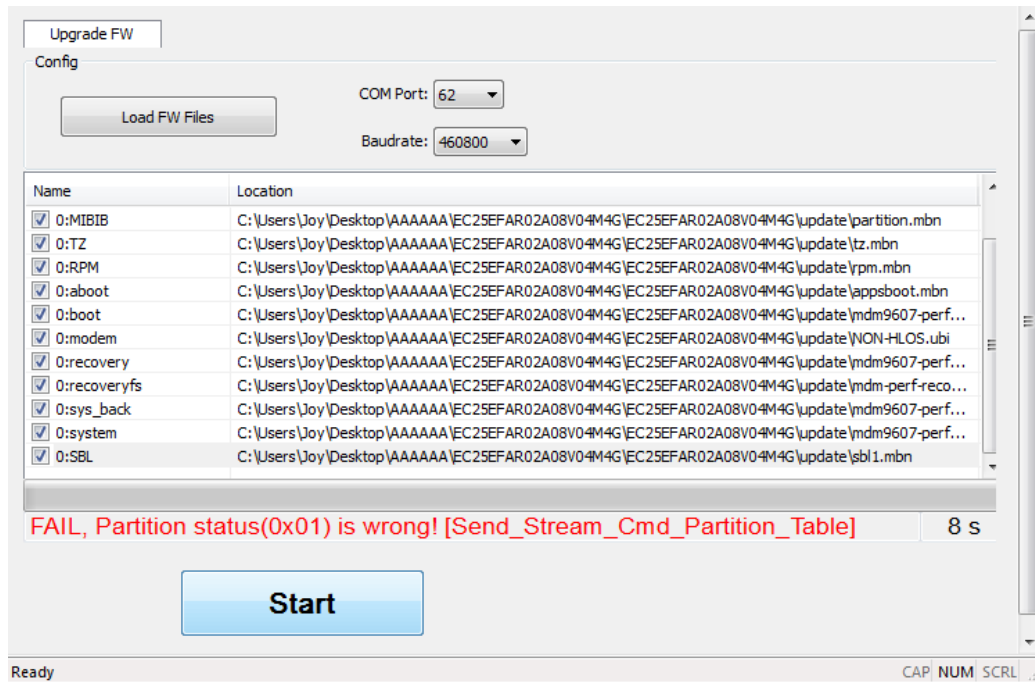 Upgrade FW
Config
Load FW Files
COM Port: 62
Baudrate: 460800
Name Location
0:MIBIB C:\Users\Joy\Desktop\AAAAAA\EC25EFAR02A08V04M4G\EC25EFAR02A08V04M4G\update\partition.mbn
0:TZ C:\Users\Joy\Desktop\AAAAAA\EC25EFAR02A08V04M4G\EC25EFAR02A08V04M4G\update\tz.mbn
0:RPM C:\Users\Joy\Desktop\AAAAAA\EC25EFAR02A08V04M4G\EC25EFAR02A08V04M4G\update\rpm.mbn
0:aboot C:\Users\Joy\Desktop\AAAAAA\EC25EFAR02A08V04M4G\EC25EFAR02A08V04M4G\update\appsboot.mbn
0:boot C:\Users\Joy\Desktop\AAAAAA\EC25EFAR02A08V04M4G\EC25EFAR02A08V04M4G\update\mdm9607-perf...
0:modem C:\Users\Joy\Desktop\AAAAAA\EC25EFAR02A08V04M4G\EC25EFAR02A08V04M4G\update\NON-HLOS.ubi
0:recovery C:\Users\Joy\Desktop\AAAAAA\EC25EFAR02A08V04M4G\EC25EFAR02A08V04M4G\update\mdm9607-perf...
0:recoveryfs C:\Users\Joy\Desktop\AAAAAA\EC25EFAR02A08V04M4G\EC25EFAR02A08V04M4G\update\mdm-perf-reco...
0:sys_back C:\Users\Joy\Desktop\AAAAAA\EC25EFAR02A08V04M4G\EC25EFAR02A08V04M4G\update\mdm9607-perf...
0:system C:\Users\Joy\Desktop\AAAAAA\EC25EFAR02A08V04M4G\EC25EFAR02A08V04M4G\update\mdm9607-perf...
0:SBL C:\Users\Joy\Desktop\AAAAAA\EC25EFAR02A08V04M4G\EC25EFAR02A08V04M4G\update\sbl1.mbn
FAIL, Partition status(0x01) is wrong! [Send_Stream_Cmd_Partition_Table] 8 s
Start
Ready CAP NUM SCRL